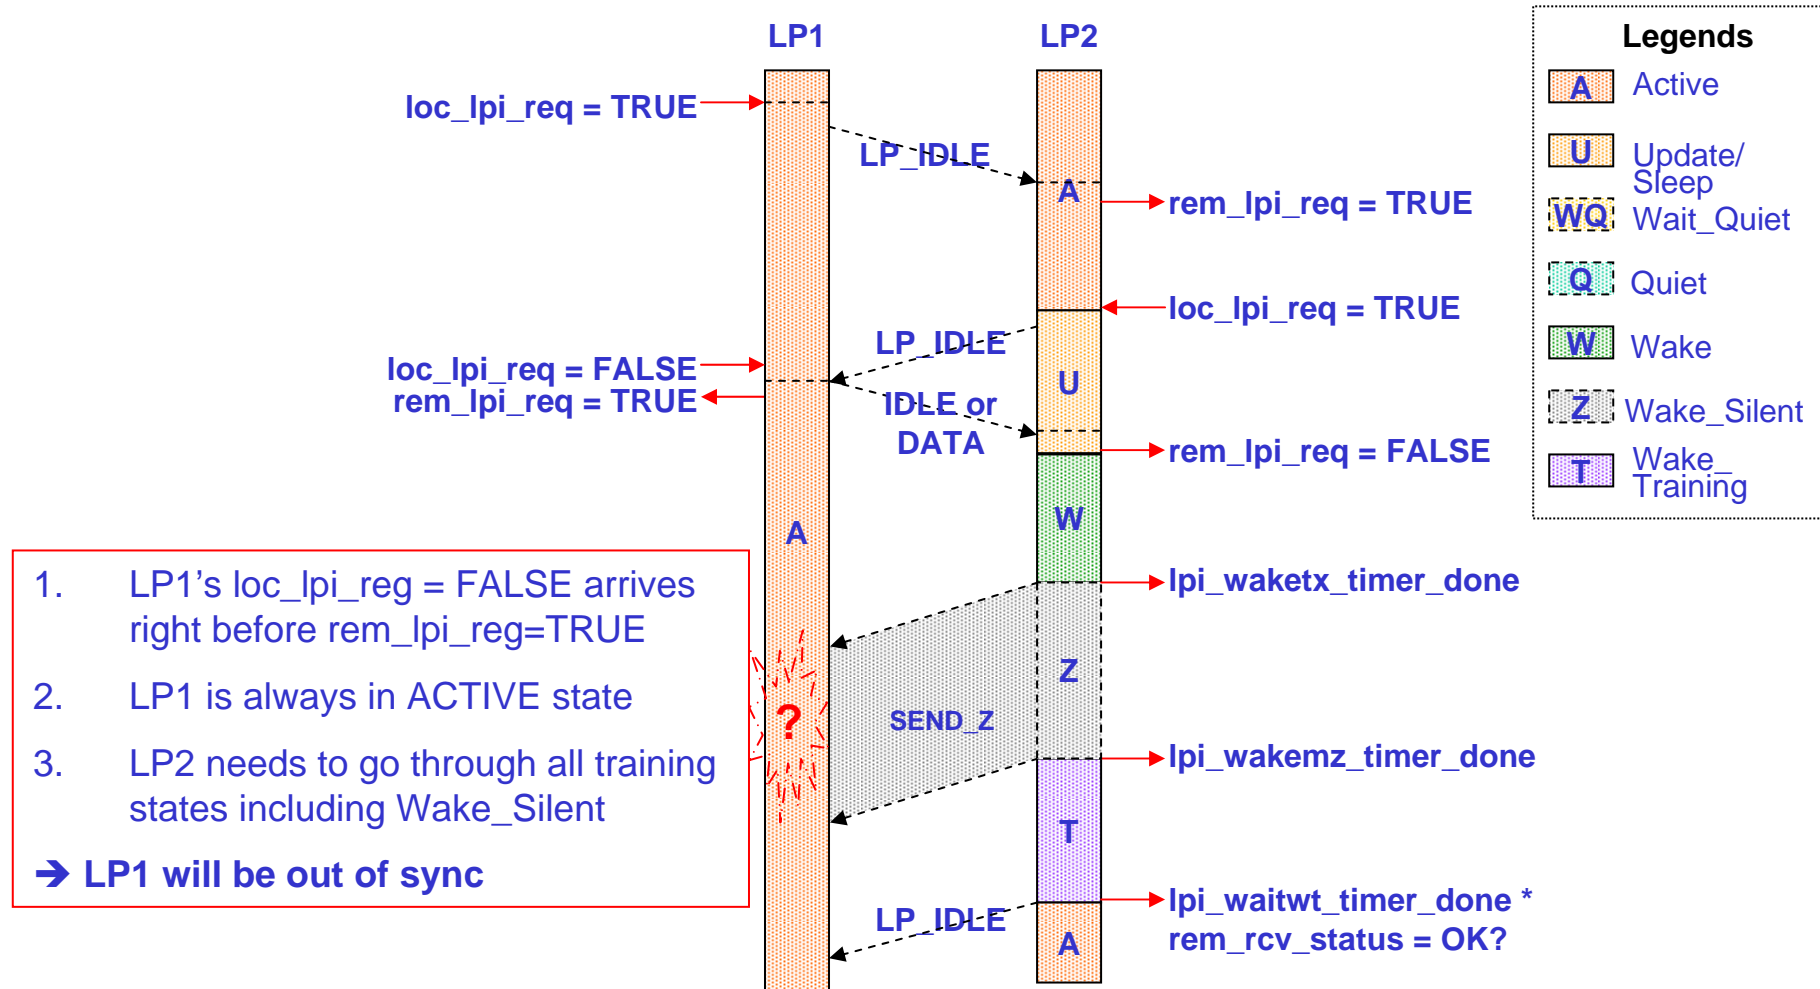 LP1
LP2
Legends
A Active
U Update/
Sleep
WQ Wait_Quiet
Q Quiet
W Wake
Z Wake_Silent
T Wake_
Training
loc_lpi_req = TRUE
LP_IDLE
A
rem_lpi_req = TRUE
loc_lpi_req = TRUE
LP_IDLE
loc_lpi_req = FALSE
rem_lpi_req = TRUE
U
IDLE or
DATA
rem_lpi_req = FALSE
W
A
1. LP1’s loc_lpi_reg = FALSE arrives
right before rem_lpi_reg=TRUE
2. LP1 is always in ACTIVE state
3. LP2 needs to go through all training
states including Wake_Silent
➔ LP1 will be out of sync
lpi_waketx_timer_done
Z
?
SEND_Z
lpi_wakemz_timer_done
T
lpi_waitwt_timer_done *
rem_rcv_status = OK?
LP_IDLE
A